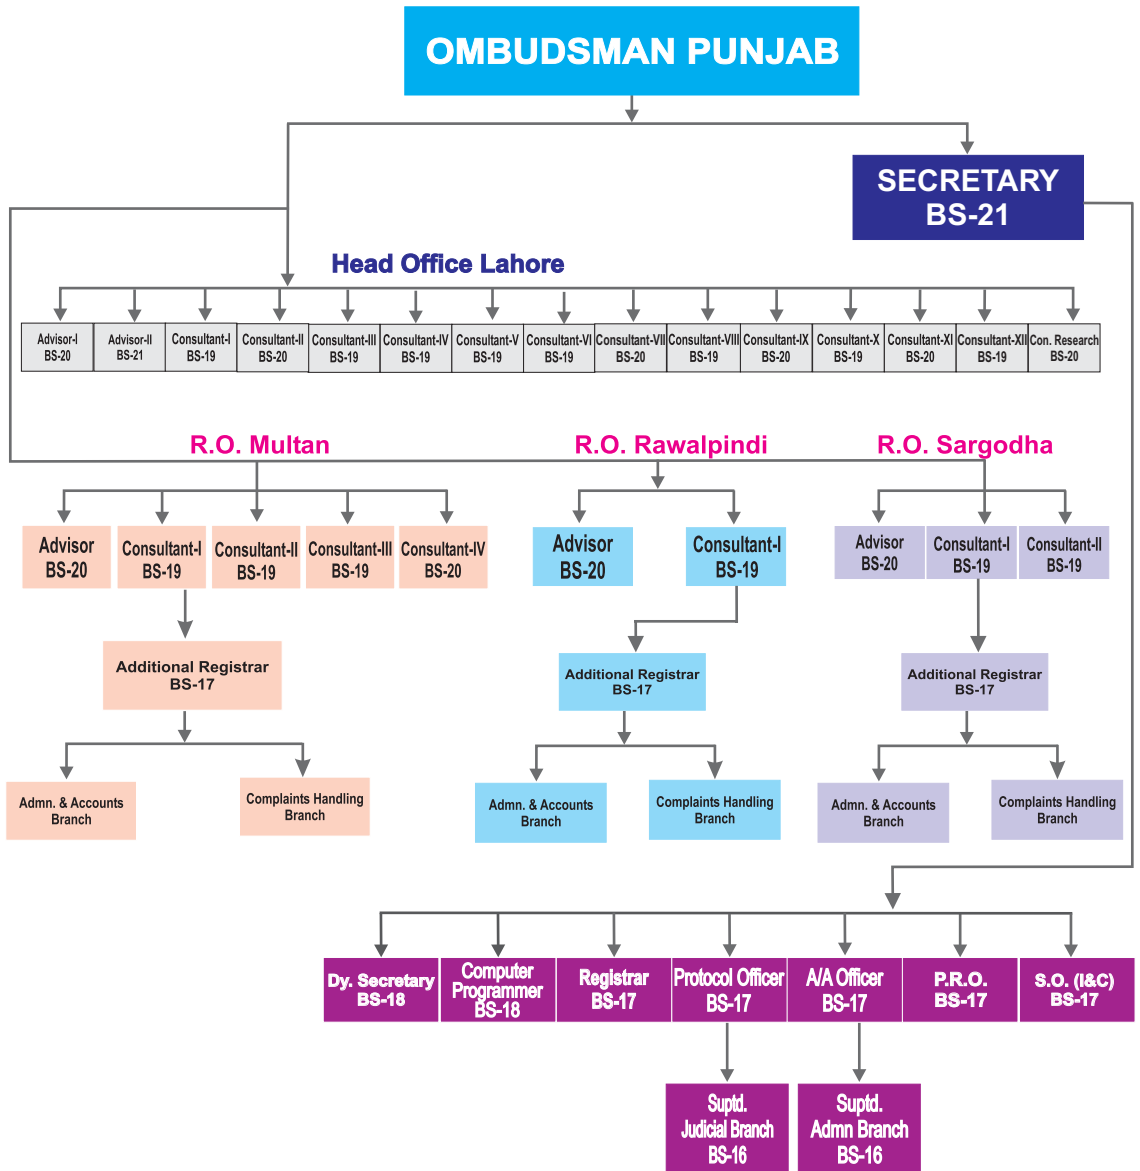 OMBUDSMAN PUNJAB
SECRETARY
BS-21
Head Office Lahore
Advisor-I
BS-20
Advisor-II
BS-21
Consultant-I
BS-19
Consultant-II
BS-20
Consultant-III
BS-19
Consultant-IV
BS-19
Consultant-V
BS-19
Consultant-VI
BS-19
Consultant-VII
BS-20
Consultant-VIII
BS-19
Consultant-IX
BS-20
Consultant-X
BS-19
Consultant-XI
BS-20
Consultant-XII
BS-19
Con. Research
BS-20
R.O. Multan
Advisor
BS-20
Consultant-I
BS-19
Consultant-II
BS-19
Consultant-III
BS-19
Consultant-IV
BS-20
Additional Registrar
BS-17
Admn. & Accounts
Branch
Complaints Handling
Branch
R.O. Rawalpindi
Advisor
BS-20
Consultant-I
BS-19
Additional Registrar
BS-17
Admn. & Accounts
Branch
Complaints Handling
Branch
R.O. Sargodha
Advisor
BS-20
Consultant-I
BS-19
Consultant-II
BS-19
Additional Registrar
BS-17
Admn. & Accounts
Branch
Complaints Handling
Branch
Dy. Secretary
BS-18
Computer
Programmer
BS-18
Registrar
BS-17
Protocol Officer
BS-17
A/A Officer
BS-17
P.R.O.
BS-17
S.O. (I&C)
BS-17
Suptd.
Judicial Branch
BS-16
Suptd.
Admn Branch
BS-16